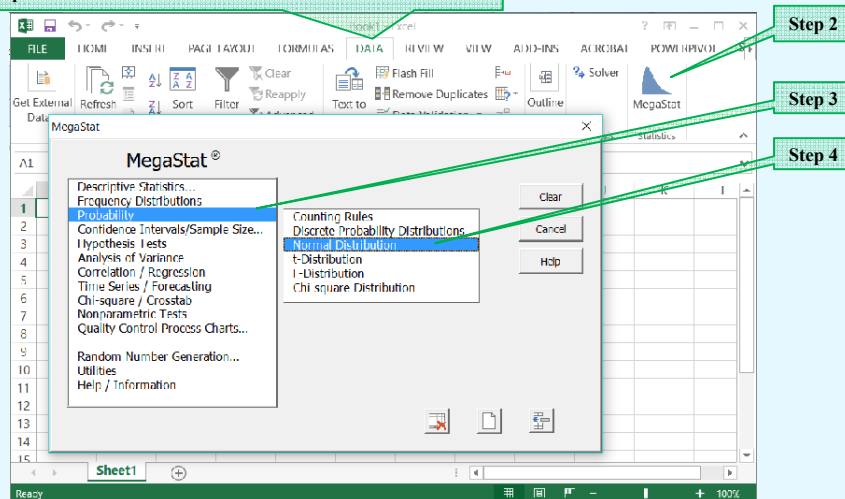 Step 2
Book1 - Excel
FILE HOME INSERT PAGE LAYOUT FORMULAS DATA REVIEW VIEW ADD-INS ACROBAT POWERPIVOT
Clear
Flash Fill
Solver
Reapply
Remove Duplicates
Get External Refresh Sort Filter Text to Outline MegaStat
Data Advanced Data Validation
Step 3
Statistics
MegaStat
A1
Step 4
MegaStat ®
Descriptive Statistics...
Frequency Distributions
Probability
Confidence Intervals/Sample Size...
Hypothesis Tests
Analysis of Variance
Correlation / Regression
Time Series / Forecasting
Chi-square / Crosstab
Nonparametric Tests
Quality Control Process Charts...
Random Number Generation...
Utilities
Help / Information
Counting Rules
Discrete Probability Distributions
Normal Distribution
t-Distribution
F-Distribution
Chi-square Distribution
Clear
Cancel
Help
K
1
2
3
4
5
6
7
8
9
10
11
12
13
14
15
Sheet1
Ready
100%